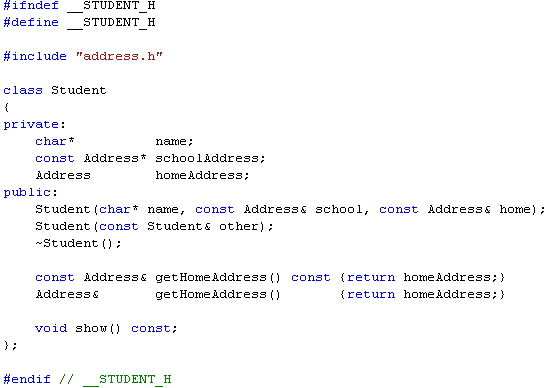 #ifndef __STUDENT_H
#define __STUDENT_H
#include "address.h"
class Student
{
private:
    char*          name;
    const Address* schoolAddress;
    Address        homeAddress;
public:
    Student(char* name, const Address& school, const Address& home);
    Student(const Student& other);
    ~Student();
    const Address& getHomeAddress() const {return homeAddress;}
    Address&       getHomeAddress()       {return homeAddress;}
    void show() const;
};
#endif // __STUDENT_H